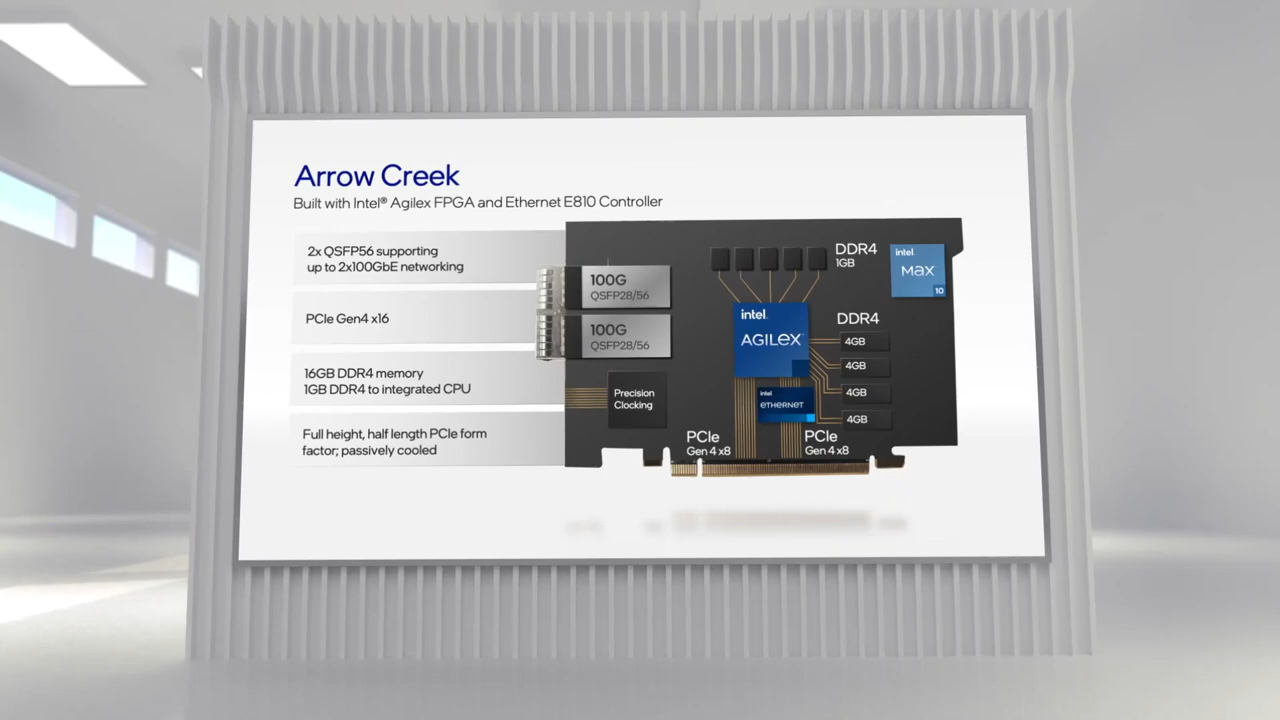 Arrow Creek
Built with Intel® Agilex FPGA and Ethernet E810 Controller
2x QSFP56 supporting
up to 2x100GbE networking
PCIe Gen4 x16
16GB DDR4 memory
1GB DDR4 to integrated CPU
Full height, half length PCIe form
factor; passively cooled
100G
QSFP28/56
100G
QSFP28/56
Precision
Clocking
DDR4
1GB
intel.
MAX
10
intel.
AGILEX™
DDR4
4GB
4GB
4GB
4GB
intel
ETHERNET
PCIe
Gen 4 x8
PCIe
Gen 4 x8